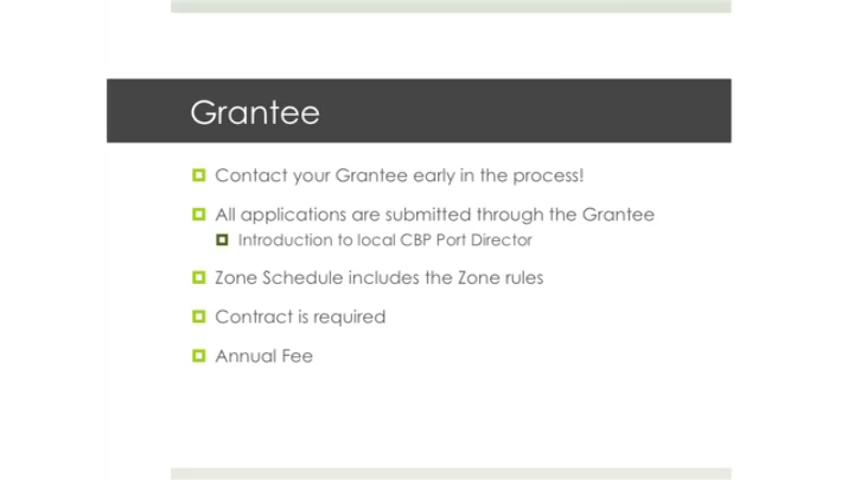 Grantee
Contact your Grantee early in the process!
All applications are submitted through the Grantee
Introduction to local CBP Port Director
Zone Schedule includes the Zone rules
Contract is required
Annual Fee